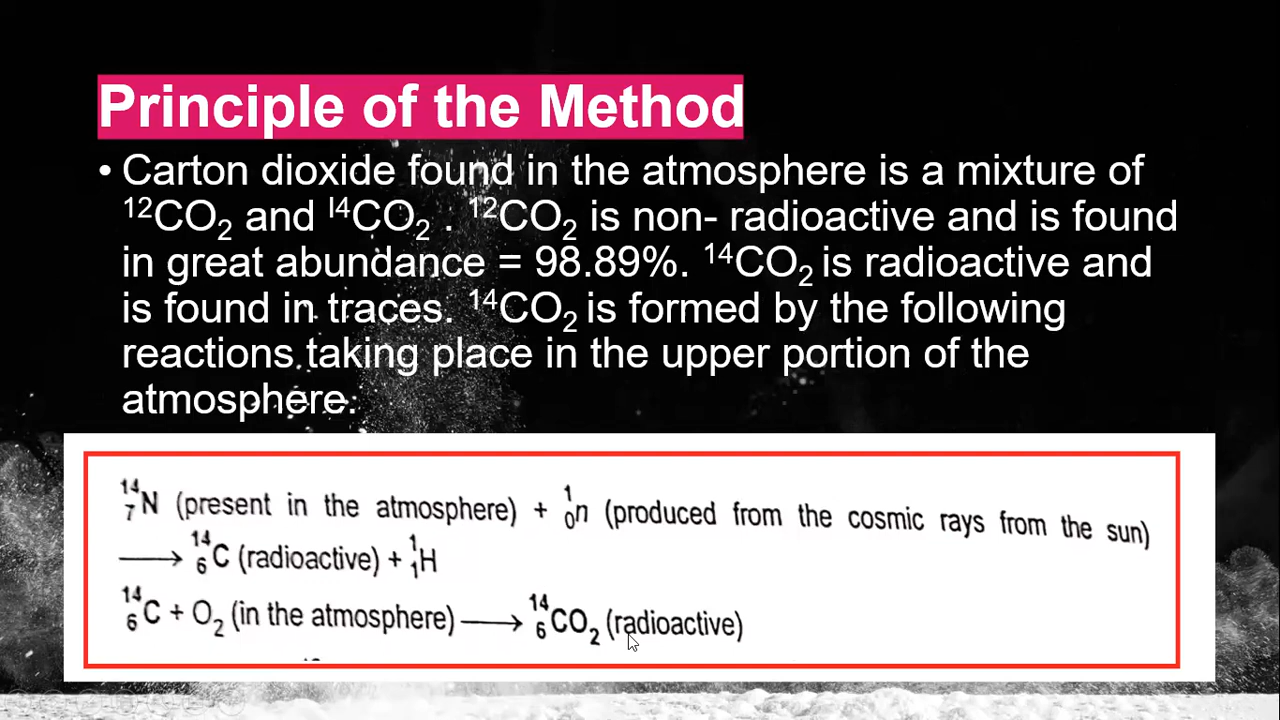 Principle of the Method
• Carton dioxide found in the atmosphere is a mixture of
¹²CO₂ and ˡ⁴CO₂ . ¹²CO₂ is non- radioactive and is found
in great abundance = 98.89%. ¹⁴CO₂ is radioactive and
is found in traces. ¹⁴CO₂ is formed by the following
reactions taking place in the upper portion of the
atmosphere:
¹⁴₇N (present in the atmosphere) + ¹₀n (produced from the cosmic rays from the sun)
⟶ ¹⁴₆C (radioactive) + ¹₁H
¹⁴₆C + O₂ (in the atmosphere) ⟶ ¹⁴₆CO₂ (radioactive)